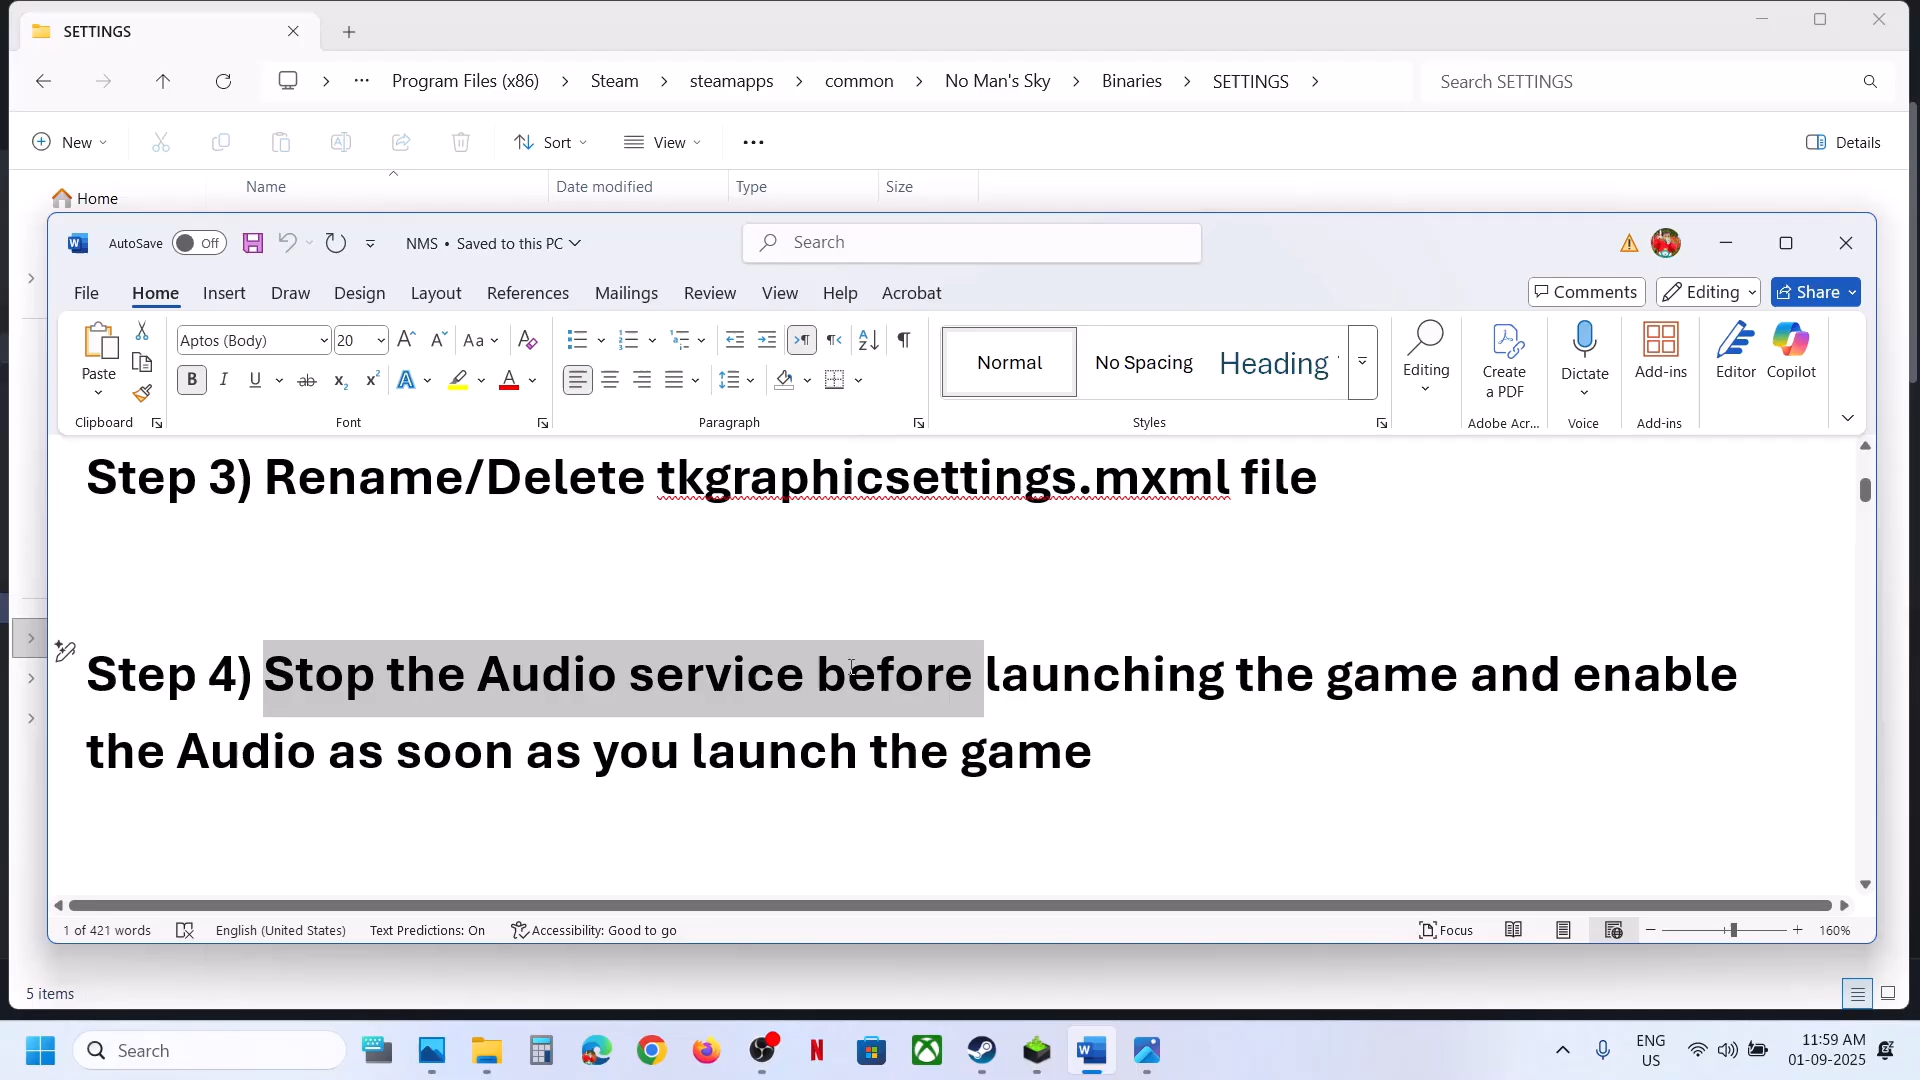 SETTINGS
Program Files (x86) Steam steamapps common No Man's Sky Binaries SETTINGS
Search SETTINGS
New Sort View Details
Name Date modified Type Size
Home
AutoSave Off NMS • Saved to this PC Search
File Home Insert Draw Design Layout References Mailings Review View Help Acrobat Comments Editing Share
Aptos (Body) 20 Normal No Spacing Heading
Paste Editing Create a PDF Dictate Add-ins Editor Copilot
Clipboard Font Paragraph Styles Adobe Acr... Voice Add-ins
Step 3) Rename/Delete tkgraphicsettings.mxml file
Step 4) Stop the Audio service before launching the game and enable
the Audio as soon as you launch the game
1 of 421 words English (United States) Text Predictions: On Accessibility: Good to go Focus 160%
5 items
Search ENG US 11:59 AM 01-09-2025